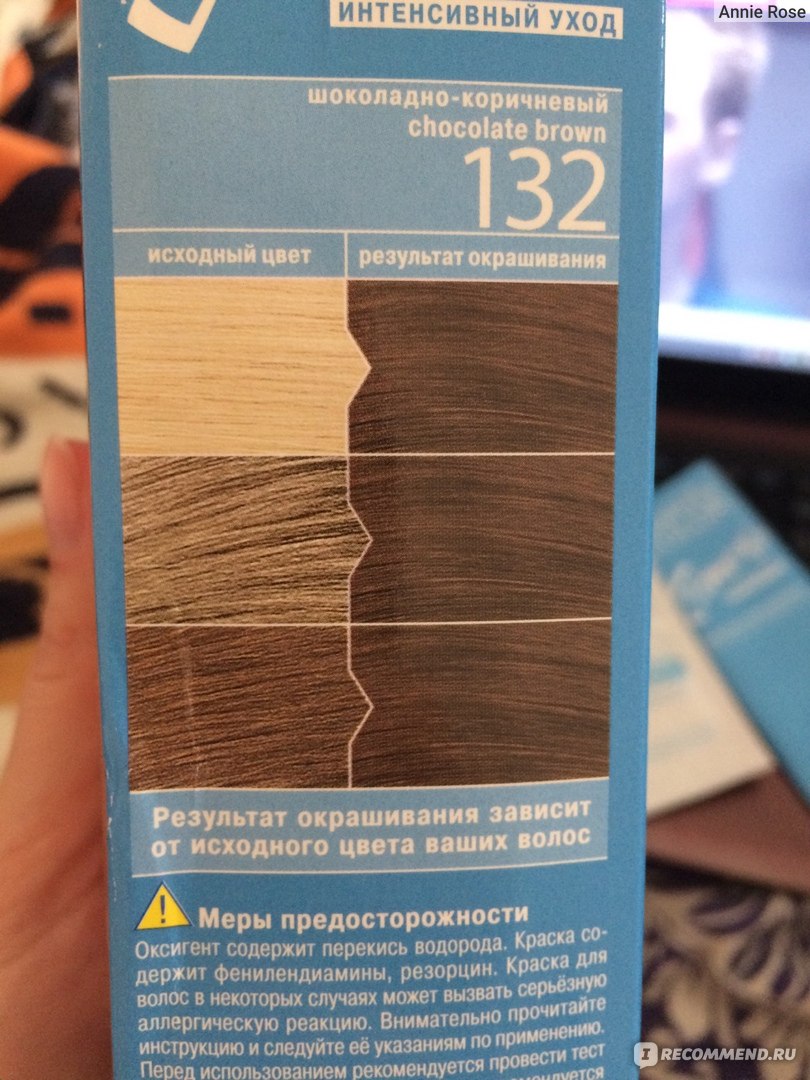 Annie Rose
ИНТЕНСИВНЫЙ УХОД
шоколадно-коричневый
chocolate brown
132
исходный цвет
результат окрашивания
Результат окрашивания зависит
от исходного цвета ваших волос
Меры предосторожности
Оксигент содержит перекись водорода. Краска со-
держит фенилендиамины, резорцин. Краска для
волос в некоторых случаях может вызвать серьёзную
аллергическую реакцию. Внимательно прочитайте
инструкцию и следуйте её указаниям по применению.
Перед использованием рекомендуется провести тест
IRECOMMEND.RU